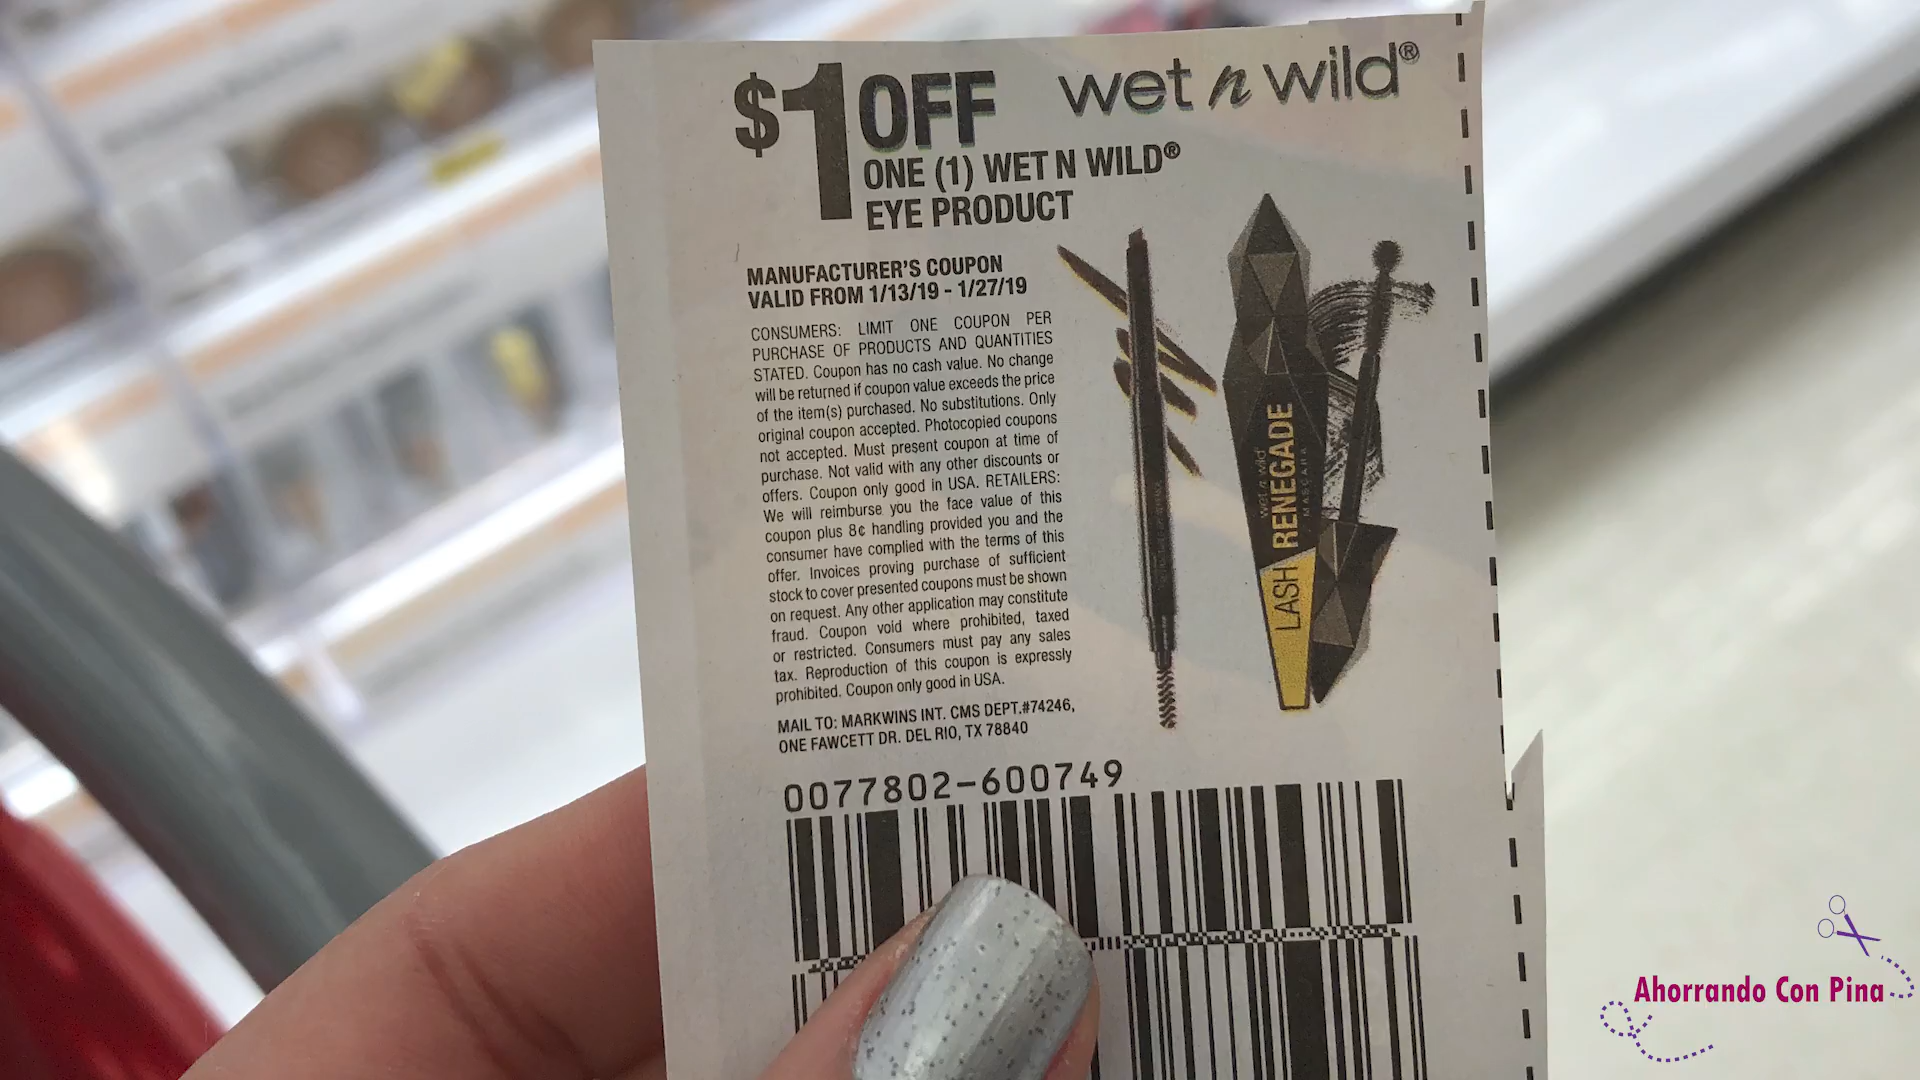 $1 OFF wet n wild®
ONE (1) WET N WILD®
EYE PRODUCT
MANUFACTURER'S COUPON
VALID FROM 1/13/19 - 1/27/19
CONSUMERS: LIMIT ONE COUPON PER
PURCHASE OF PRODUCTS AND QUANTITIES
STATED. Coupon has no cash value. No change
will be returned if coupon value exceeds the price
of the item(s) purchased. No substitutions. Only
original coupon accepted. Photocopied coupons
not accepted. Must present coupon at time of
purchase. Not valid with any other discounts or
offers. Coupon only good in USA. RETAILERS:
We will reimburse you the face value of this
coupon plus 8¢ handling provided you and the
consumer have complied with the terms of this
offer. Invoices proving purchase of sufficient
stock to cover presented coupons must be shown
on request. Any other application may constitute
fraud. Coupon void where prohibited, taxed
or restricted. Consumers must pay any sales
tax. Reproduction of this coupon is expressly
prohibited. Coupon only good in USA.
MAIL TO: MARKWINS INT. CMS DEPT.#74246,
ONE FAWCETT DR. DEL RIO, TX 78840
0077802-600749
wet n wild
LASH RENEGADE
MASCARA
Ahorrando Con Pina